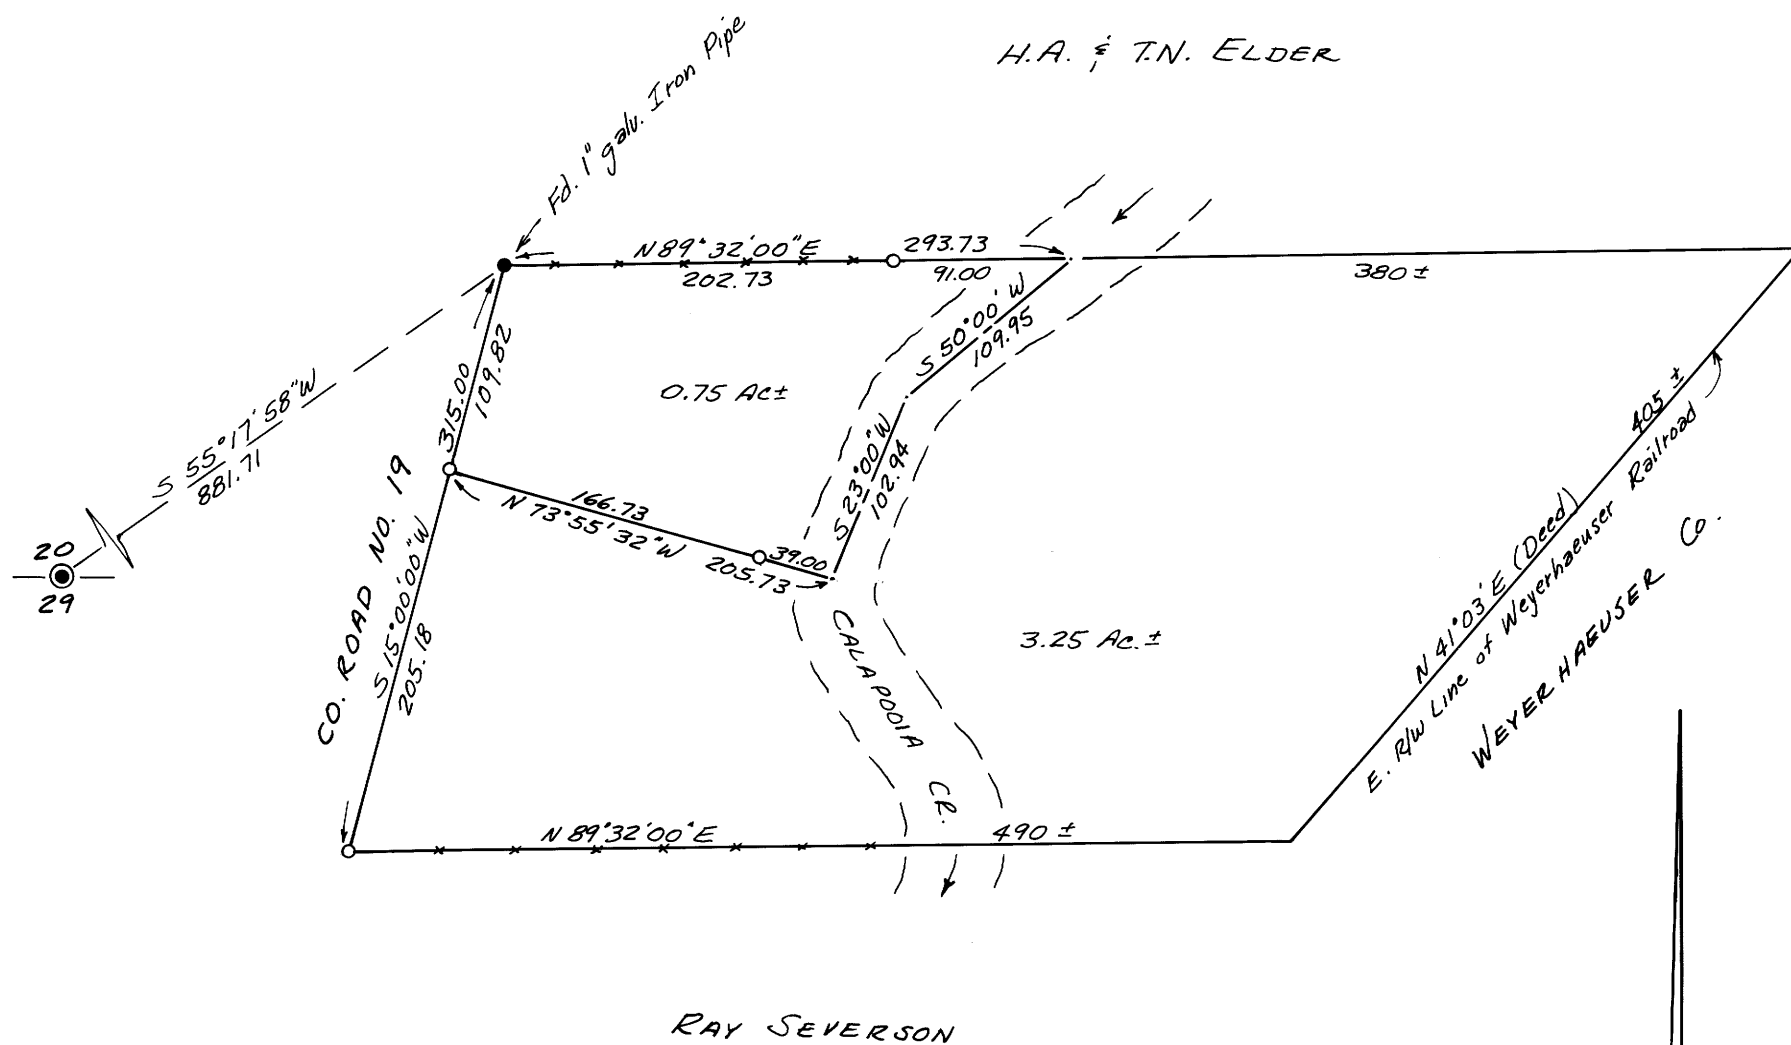 H.A. & T.N. ELDER
Fd. 1" galv. Iron Pipe
N 89°32'00" E
293.73
202.73
91.00
380 ±
S 50°00' W
109.95
315.00
109.82
0.75 Ac±
S 55°17'58" W
881.71
S 23°00' W
102.94
405 ±
20
29
CO. ROAD NO. 19
S 15°00'00" W
205.18
166.73
N 73°55'32" W
39.00
205.73
CALAPOOIA CR.
3.25 Ac. ±
N 41°03' E (Deed)
E. R/W Line of Weyerhaeuser Railroad
WEYERHAEUSER Co.
N 89°32'00" E
490 ±
RAY SEVERSON